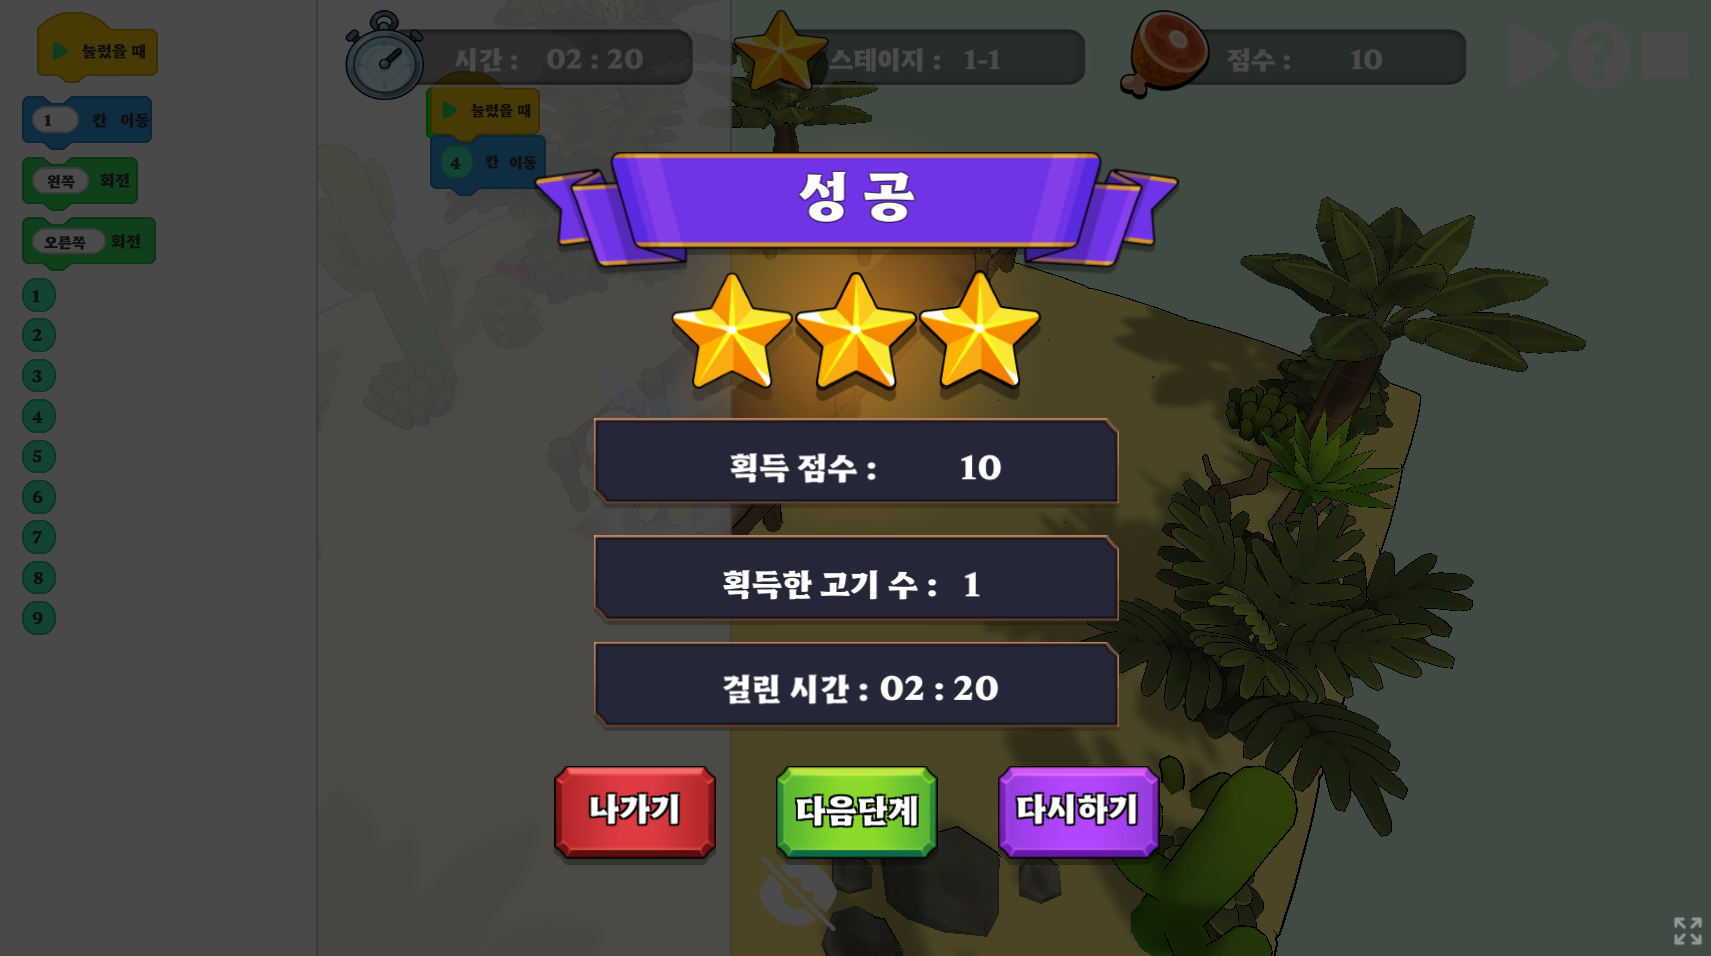 눌렀을 때
1 칸 이동
왼쪽 회전
오른쪽 회전
1
2
3
4
5
6
7
8
9
시간 : 02 : 20
스테이지 : 1-1
점수 : 10
?
눌렀을 때
4 칸 이동
성공
획득 점수 : 10
획득한 고기 수 : 1
걸린 시간 : 02 : 20
나가기
다음단계
다시하기